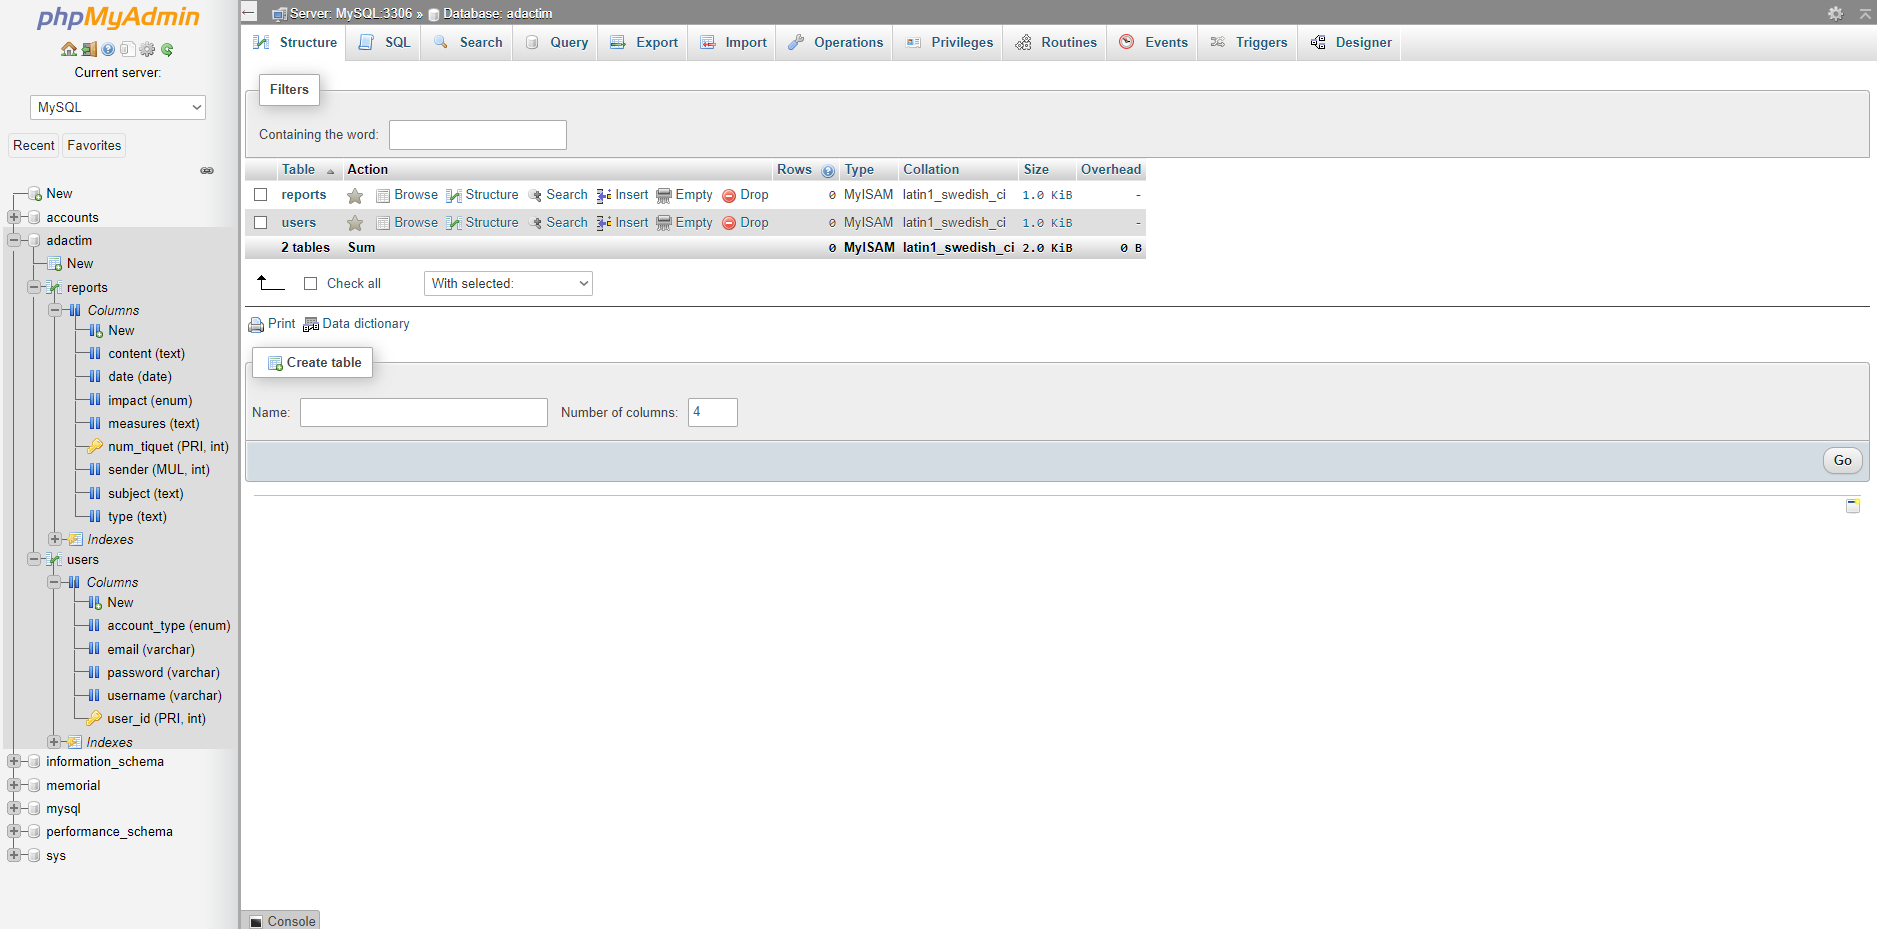 phpMyAdmin
Current server:
MySQL
Recent Favorites
New
accounts
adactim
New
reports
Columns
New
content (text)
date (date)
impact (enum)
measures (text)
num_tiquet (PRI, int)
sender (MUL, int)
subject (text)
type (text)
Indexes
users
Columns
New
account_type (enum)
email (varchar)
password (varchar)
username (varchar)
user_id (PRI, int)
Indexes
information_schema
memorial
mysql
performance_schema
sys
Server: MySQL:3306 » Database: adactim
Structure SQL Search Query Export Import Operations Privileges Routines Events Triggers Designer
Filters
Containing the word:
Table Action Rows Type Collation Size Overhead
reports Browse Structure Search Insert Empty Drop 0 MyISAM latin1_swedish_ci 1.0 KiB -
users Browse Structure Search Insert Empty Drop 0 MyISAM latin1_swedish_ci 1.0 KiB -
2 tables Sum 0 MyISAM latin1_swedish_ci 2.0 KiB 0 B
Check all With selected:
Print Data dictionary
Create table
Name: Number of columns: 4
Go
Console